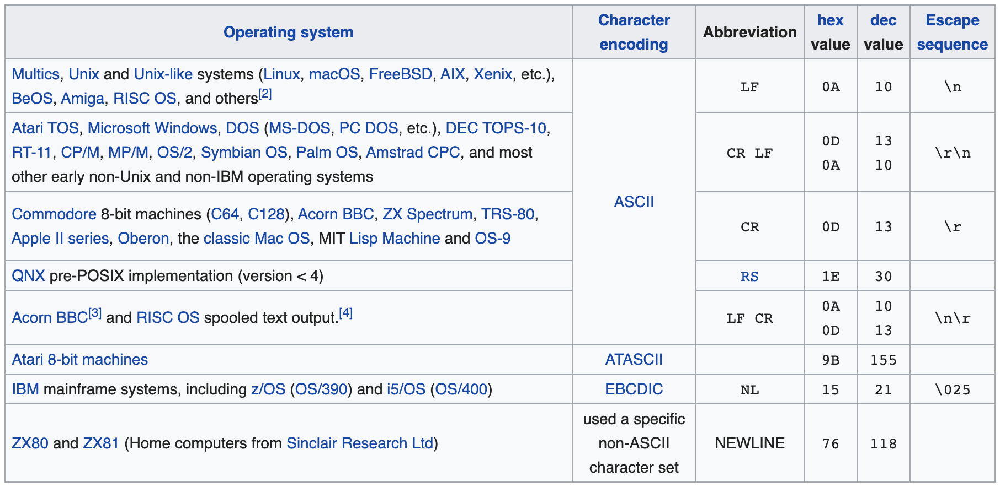 Operating system
Character encoding
Abbreviation
hex value
dec value
Escape sequence
Multics, Unix and Unix-like systems (Linux, macOS, FreeBSD, AIX, Xenix, etc.),
BeOS, Amiga, RISC OS, and others[2]
ASCII
LF
0A
10
\n
Atari TOS, Microsoft Windows, DOS (MS-DOS, PC DOS, etc.), DEC TOPS-10,
RT-11, CP/M, MP/M, OS/2, Symbian OS, Palm OS, Amstrad CPC, and most
other early non-Unix and non-IBM operating systems
CR LF
0D
0A
13
10
\r\n
Commodore 8-bit machines (C64, C128), Acorn BBC, ZX Spectrum, TRS-80,
Apple II series, Oberon, the classic Mac OS, MIT Lisp Machine and OS-9
CR
0D
13
\r
QNX pre-POSIX implementation (version < 4)
RS
1E
30
Acorn BBC[3] and RISC OS spooled text output.[4]
LF CR
0A
0D
10
13
\n\r
Atari 8-bit machines
ATASCII
9B
155
IBM mainframe systems, including z/OS (OS/390) and i5/OS (OS/400)
EBCDIC
NL
15
21
\025
ZX80 and ZX81 (Home computers from Sinclair Research Ltd)
used a specific
non-ASCII
character set
NEWLINE
76
118